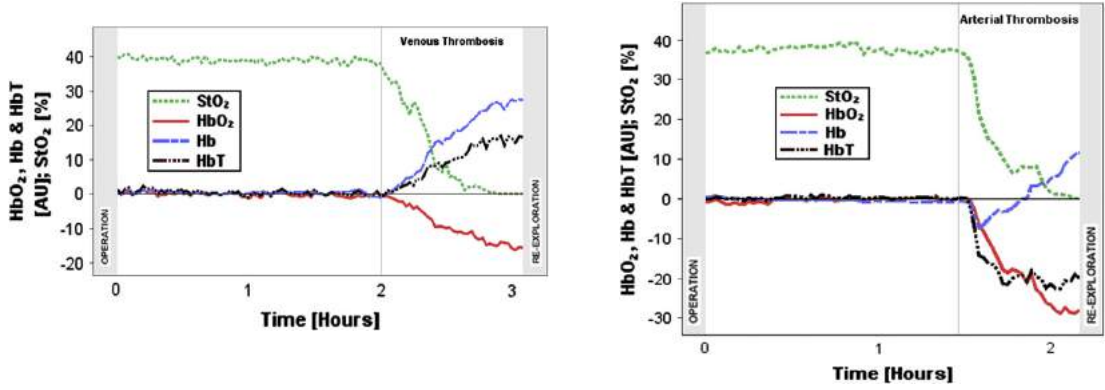 Venous Thrombosis
HbO₂, Hb & HbT
[AU]; StO₂ [%]
40
30
20
10
0
-10
-20
StO₂
HbO₂
Hb
HbT
OPERATION
RE-EXPLORATION
0
1
2
3
Time [Hours]
Arterial Thrombosis
HbO₂, Hb & HbT [AU]; StO₂ [%]
40
30
20
10
0
-10
-20
-30
StO₂
HbO₂
Hb
HbT
OPERATION
RE-EXPLORATION
0
1
2
Time [Hours]